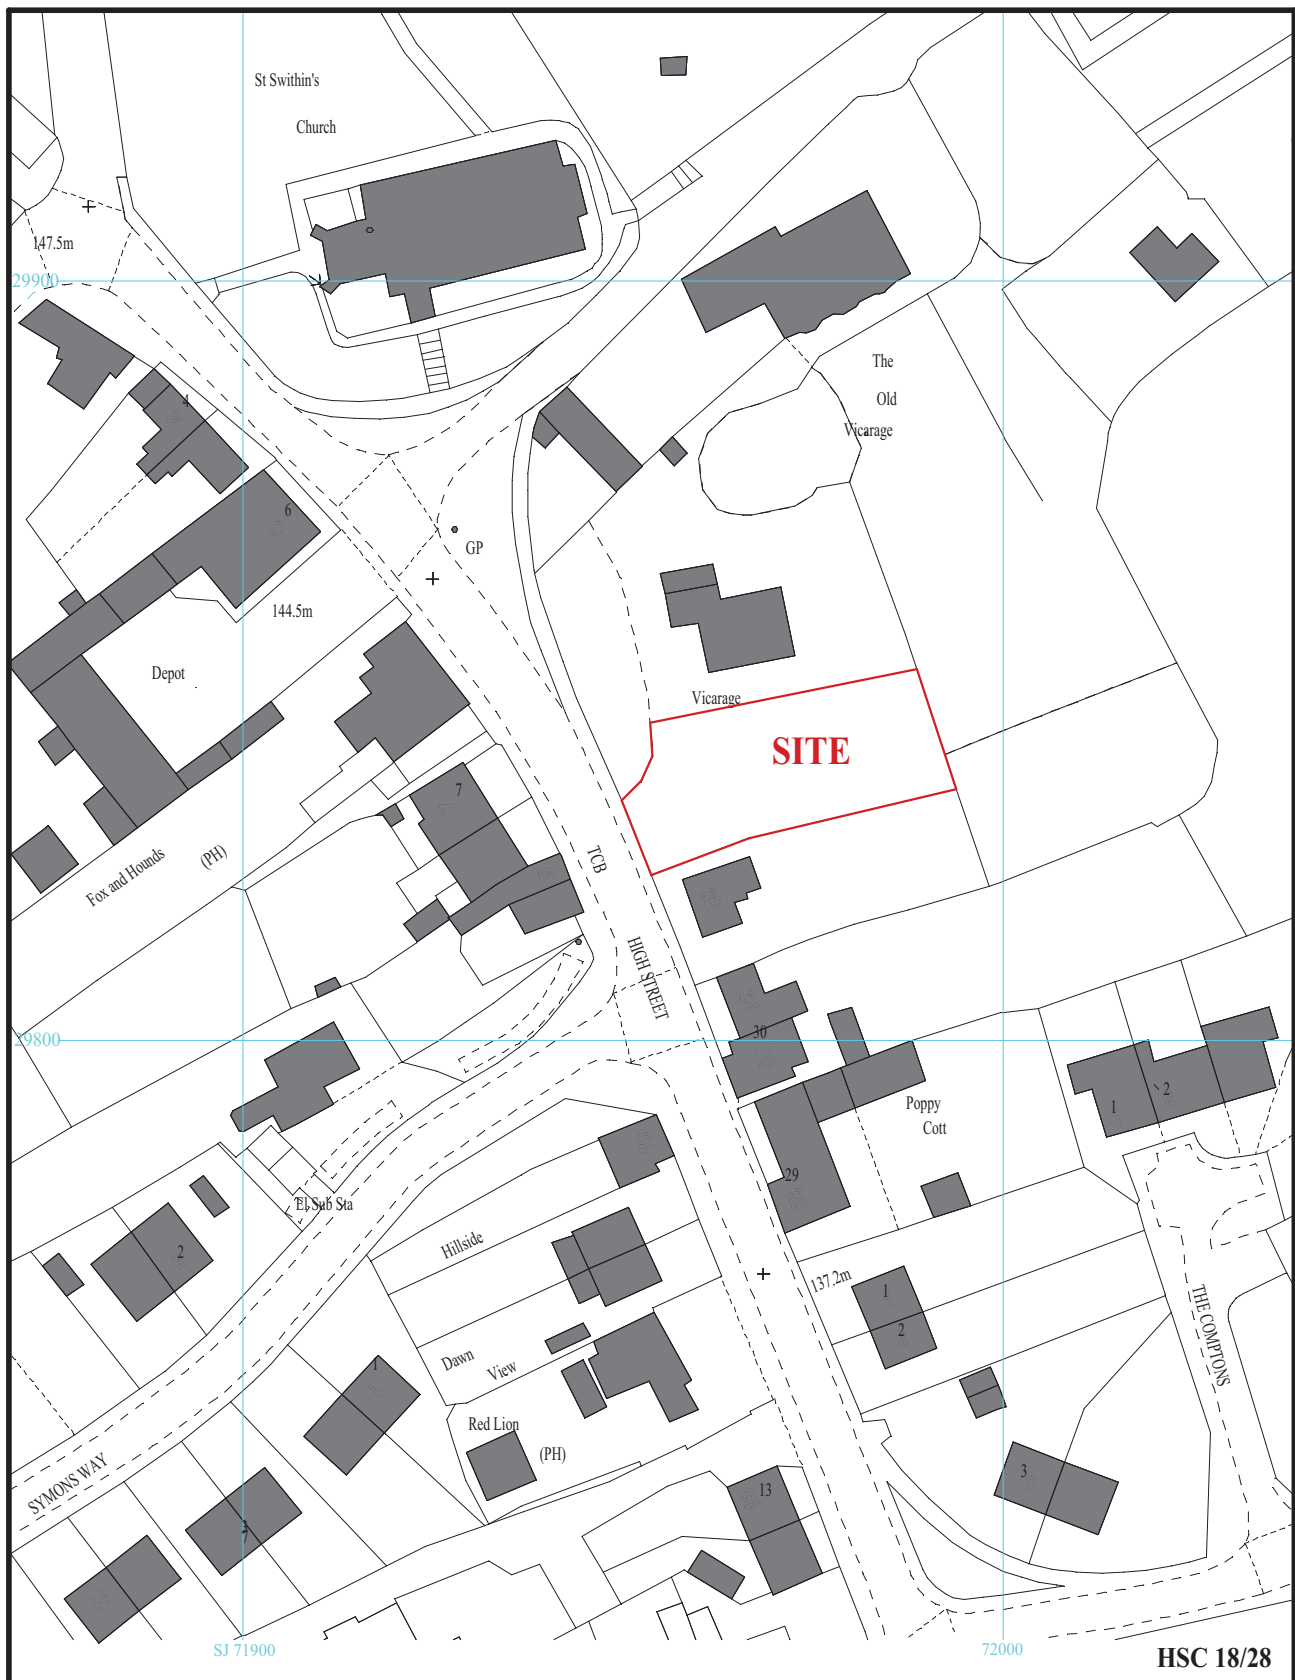 St Swithin's
Church
147.5m
29900
The
Old
Vicarage
4
6
GP
144.5m
Depot
Vicarage
SITE
7
TCB
Fox and Hounds
(PH)
HIGH STREET
29800
30
Poppy
Cott
1
2
29
El Sub Sta
2
Hillside
137.2m
1
2
THE COMPTONS
Dawn
View
1
Red Lion
(PH)
SYMONS WAY
3
13
SJ 71900
72000
HSC 18/28